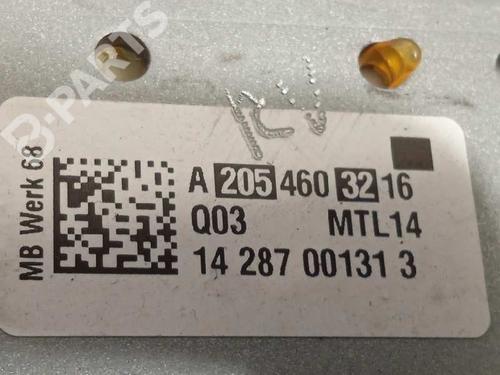 B-PARTS
MB Werk 68
A 205 460 32 16
Q03 MTL14
14 287 00131 3